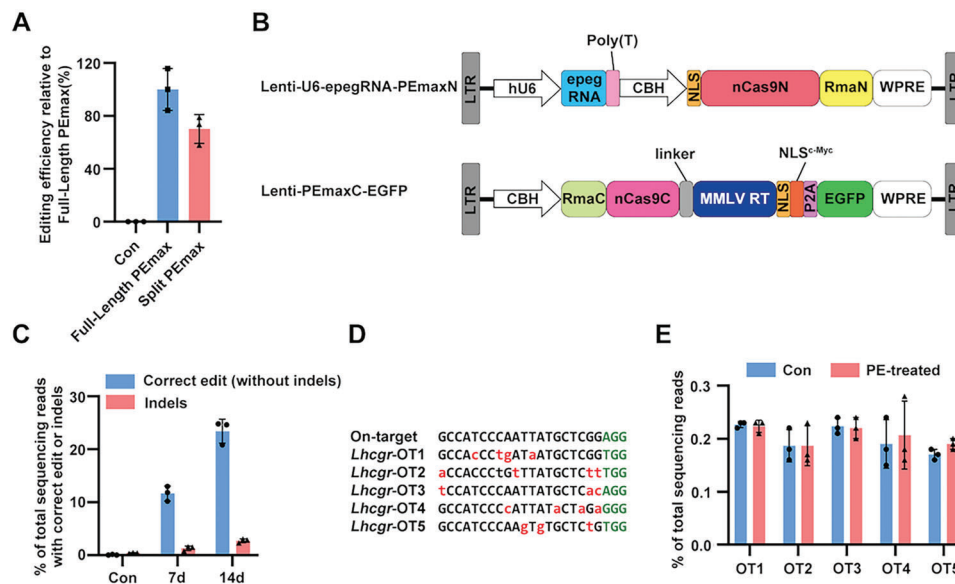 A
Editing efficiency relative to
Full-Length PEmax(%)
120
80
40
0
Con
Full-Length PEmax
Split PEmax
B
Poly(T)
Lenti-U6-epegRNA-PEmaxN
LTR
hU6
epeg
RNA
CBH
NLS
nCas9N
RmaN
WPRE
LTR
linker
NLSc-Myc
Lenti-PEmaxC-EGFP
LTR
CBH
RmaC
nCas9C
MMLV RT
NLS
P2A
EGFP
WPRE
LTR
C
% of total sequencing reads
with correct edit or indels
Correct edit (without indels)
Indels
30
20
10
0
Con
7d
14d
D
On-target GCCATCCCAATTATGCTCGGAGG
Lhcgr-OT1 GCCAcCCtgATaATGCTCGGTGG
Lhcgr-OT2 aCCACCCTGtTTATGCTCttTGG
Lhcgr-OT3 tCCATCCCAATTATGCTCacAGG
Lhcgr-OT4 GCCATCCCcATTATaCTaGaGGG
Lhcgr-OT5 GCCATCCCAAgTgTGCTCtGTGG
E
Con
PE-treated
% of total sequencing reads
0.3
0.2
0.1
0.0
OT1
OT2
OT3
OT4
OT5